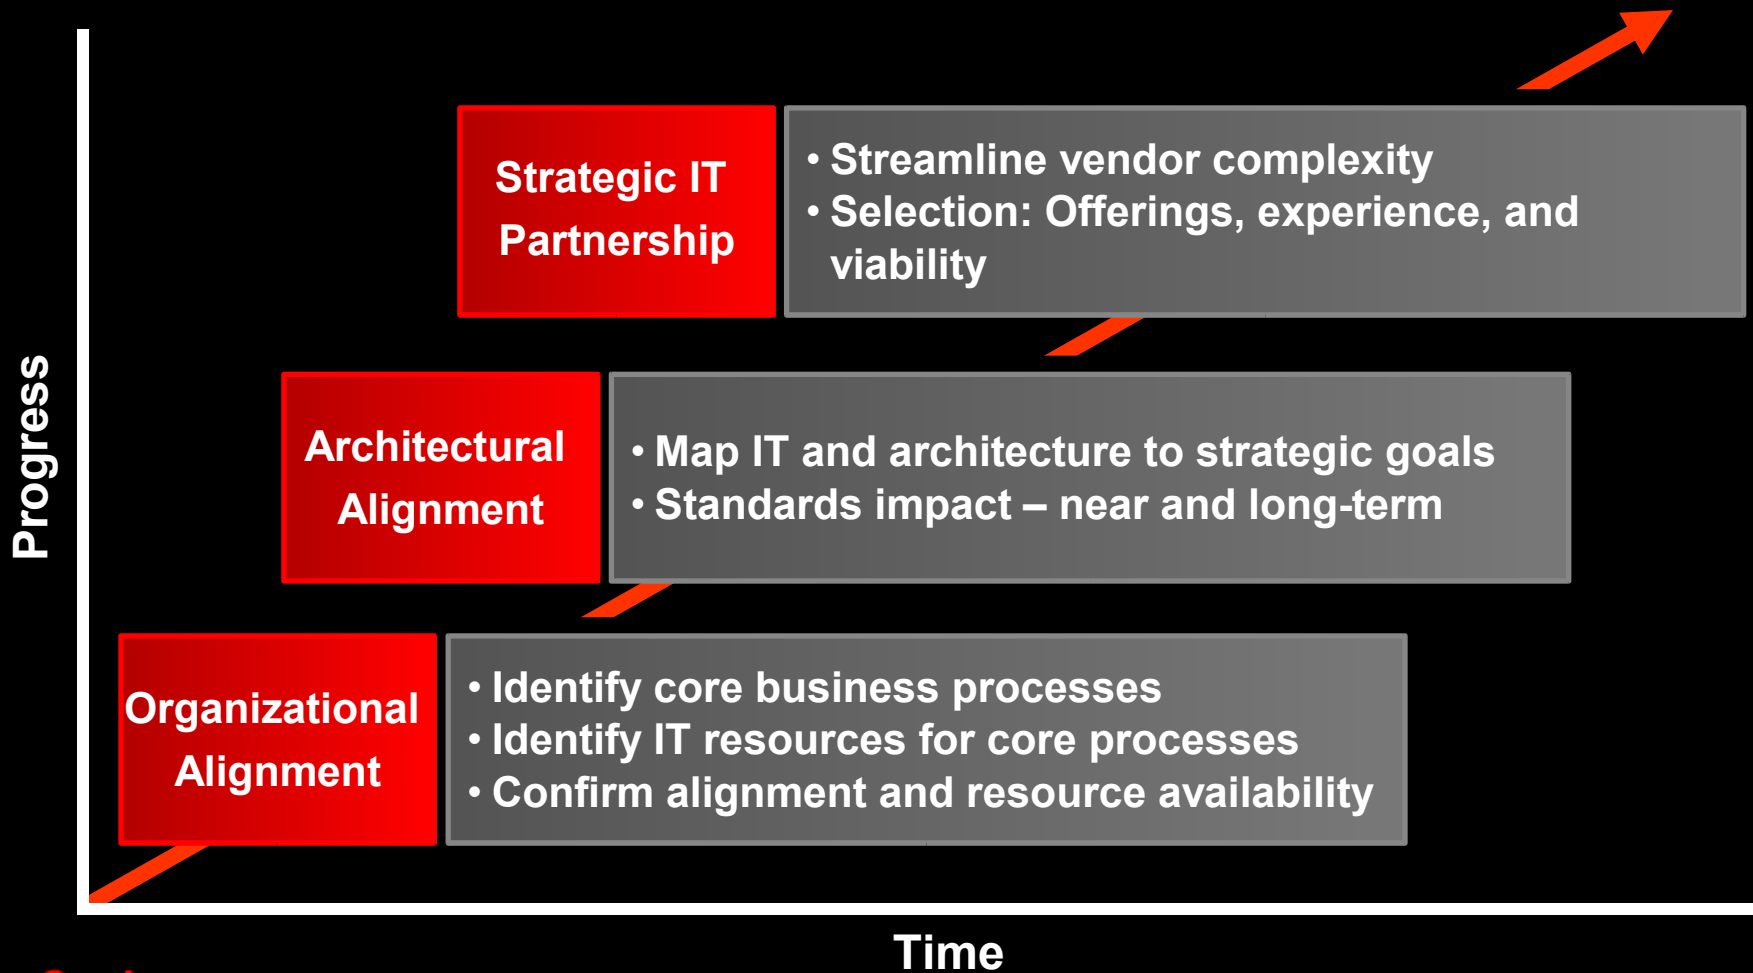 Strategic IT
Partnership
• Streamline vendor complexity
• Selection: Offerings, experience, and
viability
Architectural
Alignment
• Map IT and architecture to strategic goals
• Standards impact – near and long-term
Organizational
Alignment
• Identify core business processes
• Identify IT resources for core processes
• Confirm alignment and resource availability
Progress
Time